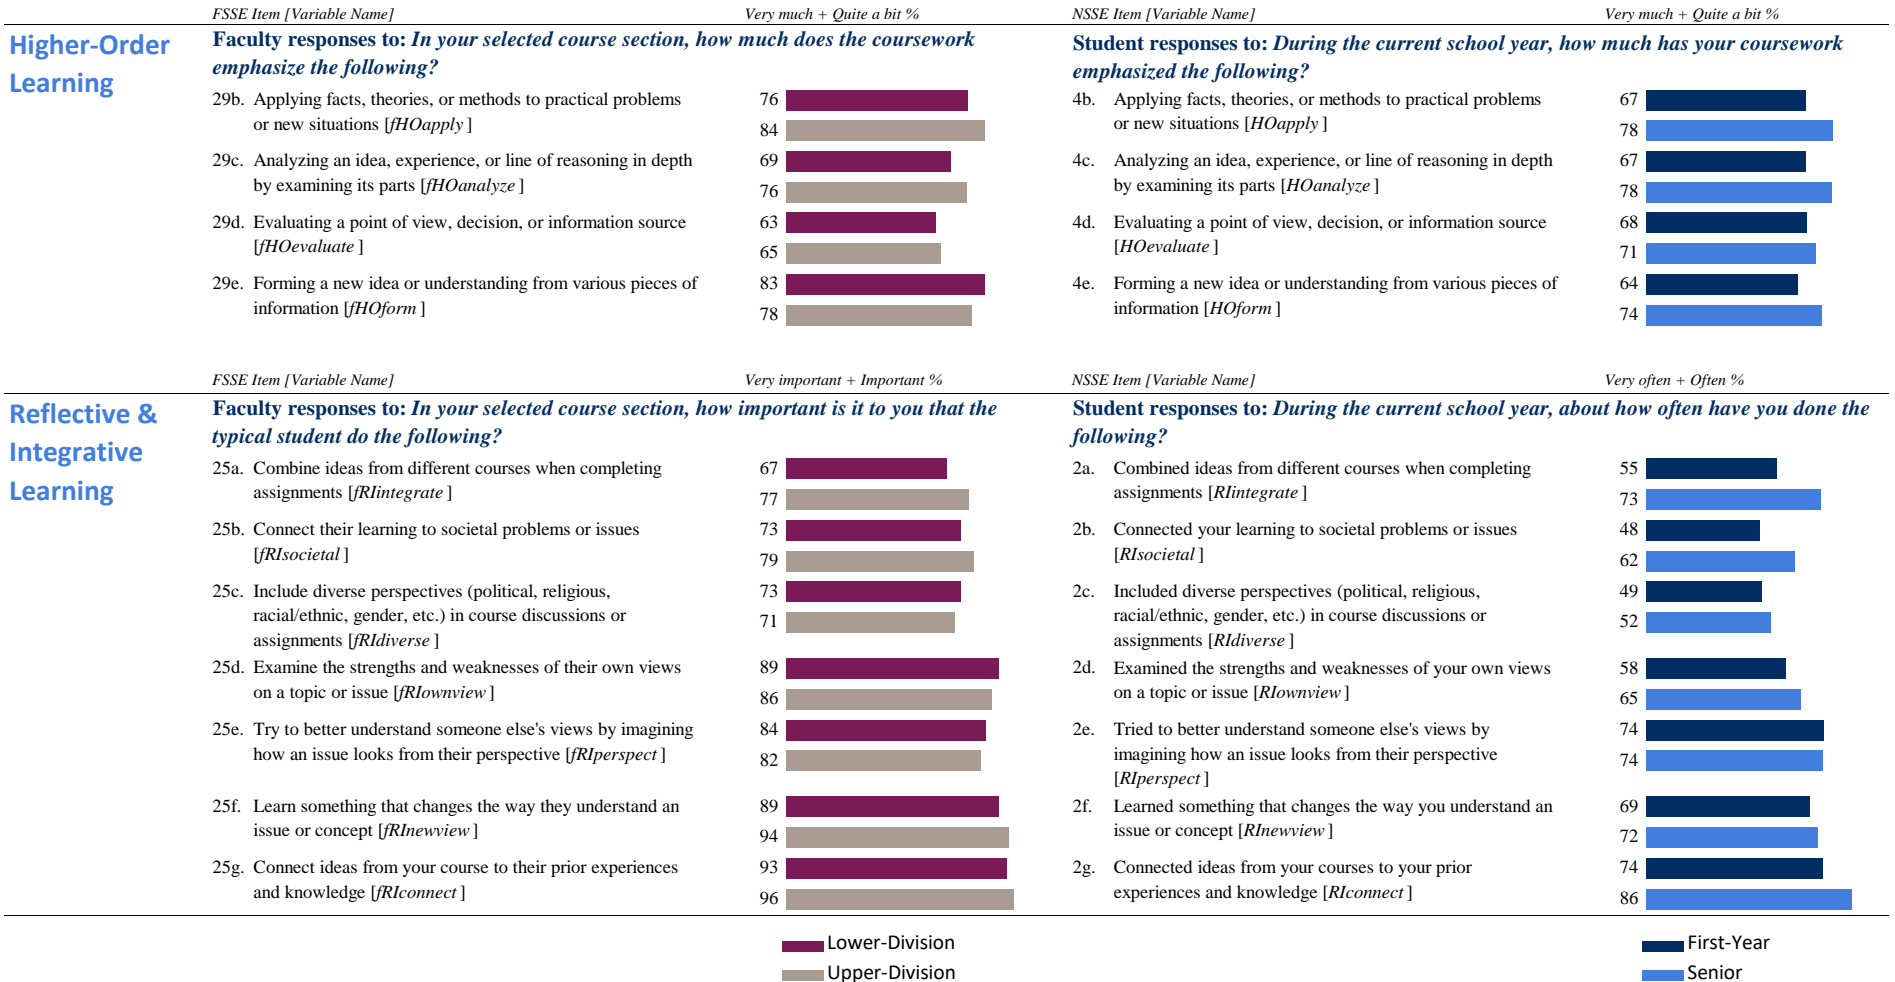 FSSE Item [Variable Name] Very much + Quite a bit % NSSE Item [Variable Name] Very much + Quite a bit %
Higher-Order
Learning
Faculty responses to: In your selected course section, how much does the coursework
emphasize the following?
29b. Applying facts, theories, or methods to practical problems 76
or new situations [fHOapply ]
84
29c. Analyzing an idea, experience, or line of reasoning in depth 69
by examining its parts [fHOanalyze ]
76
29d. Evaluating a point of view, decision, or information source 63
[fHOevaluate ]
65
29e. Forming a new idea or understanding from various pieces of 83
information [fHOform ]
78
Student responses to: During the current school year, how much has your coursework
emphasized the following?
4b. Applying facts, theories, or methods to practical problems 67
or new situations [HOapply ]
78
4c. Analyzing an idea, experience, or line of reasoning in depth 67
by examining its parts [HOanalyze ]
78
4d. Evaluating a point of view, decision, or information source 68
[HOevaluate ]
71
4e. Forming a new idea or understanding from various pieces of 64
information [HOform ]
74
FSSE Item [Variable Name] Very important + Important % NSSE Item [Variable Name] Very often + Often %
Reflective &
Integrative
Learning
Faculty responses to: In your selected course section, how important is it to you that the
typical student do the following?
25a. Combine ideas from different courses when completing 67
assignments [fRIintegrate ]
77
25b. Connect their learning to societal problems or issues 73
[fRIsocietal ]
79
25c. Include diverse perspectives (political, religious, 73
racial/ethnic, gender, etc.) in course discussions or
71
assignments [fRIdiverse ]
25d. Examine the strengths and weaknesses of their own views 89
on a topic or issue [fRIownview ]
86
25e. Try to better understand someone else's views by imagining 84
how an issue looks from their perspective [fRIperspect ]
82
25f. Learn something that changes the way they understand an 89
issue or concept [fRInewview ]
94
25g. Connect ideas from your course to their prior experiences 93
and knowledge [fRIconnect ]
96
Student responses to: During the current school year, about how often have you done the
following?
2a. Combined ideas from different courses when completing 55
assignments [RIintegrate ]
73
2b. Connected your learning to societal problems or issues 48
[RIsocietal ]
62
2c. Included diverse perspectives (political, religious, 49
racial/ethnic, gender, etc.) in course discussions or
52
assignments [RIdiverse ]
2d. Examined the strengths and weaknesses of your own views 58
on a topic or issue [RIownview ]
65
2e. Tried to better understand someone else's views by 74
imagining how an issue looks from their perspective
74
[RIperspect ]
2f. Learned something that changes the way you understand an 69
issue or concept [RInewview ]
72
2g. Connected ideas from your courses to your prior 74
experiences and knowledge [RIconnect ]
86
Lower-Division
Upper-Division
First-Year
Senior